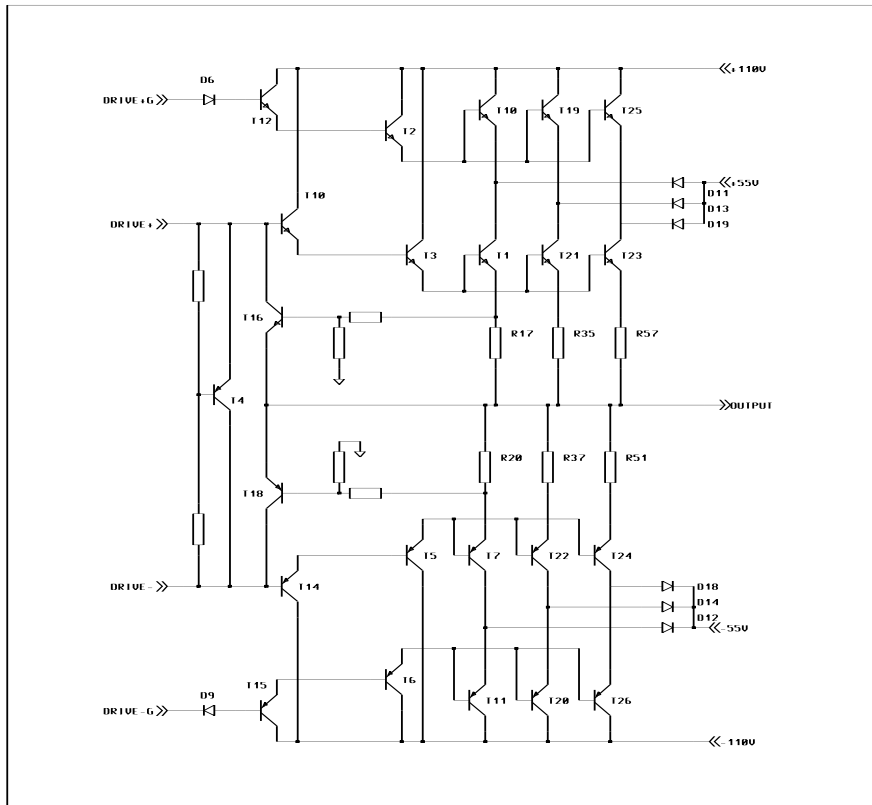 D6
+110V
DRIVE+G
T12
T2
T10
T19
T25
+55V
D11
T10
D13
DRIVE+
D19
T3
T1
T21
T23
T16
R17
R35
R57
T4
OUTPUT
R20
R37
R51
T18
T5
T7
T22
T24
DRIVE-
T14
D18
D14
D12
-55V
T15
D9
T6
T11
T20
T26
DRIVE-G
-110V